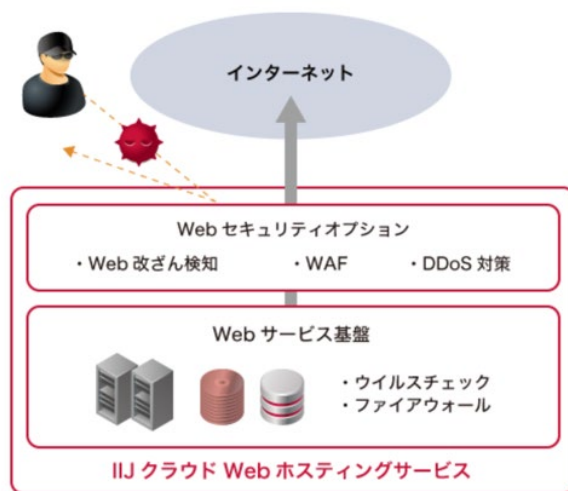 インターネット
Web セキュリティオプション
・Web 改ざん検知 ・WAF ・DDoS 対策
Web サービス基盤
・ウイルスチェック
・ファイアウォール
IIJ クラウド Web ホスティングサービス